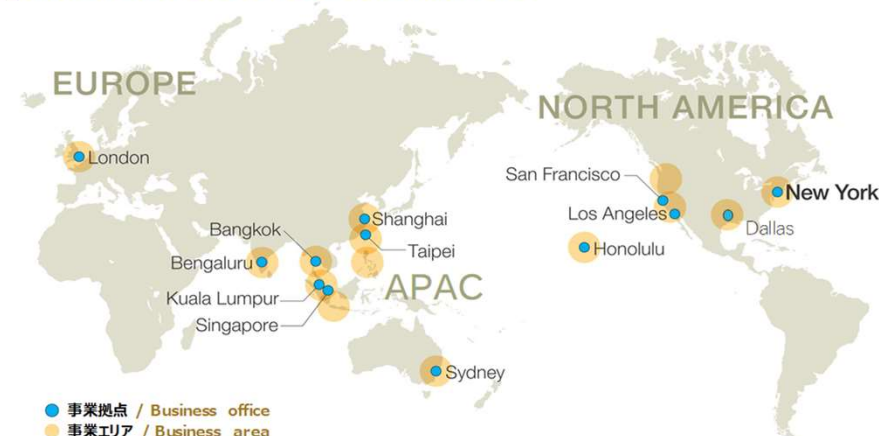 EUROPE
NORTH AMERICA
London
San Francisco
New York
Shanghai
Los Angeles
Bangkok
Dallas
Taipei
Honolulu
Bengaluru
APAC
Kuala Lumpur
Singapore
Sydney
事業拠点 / Business office
事業エリア / Business area